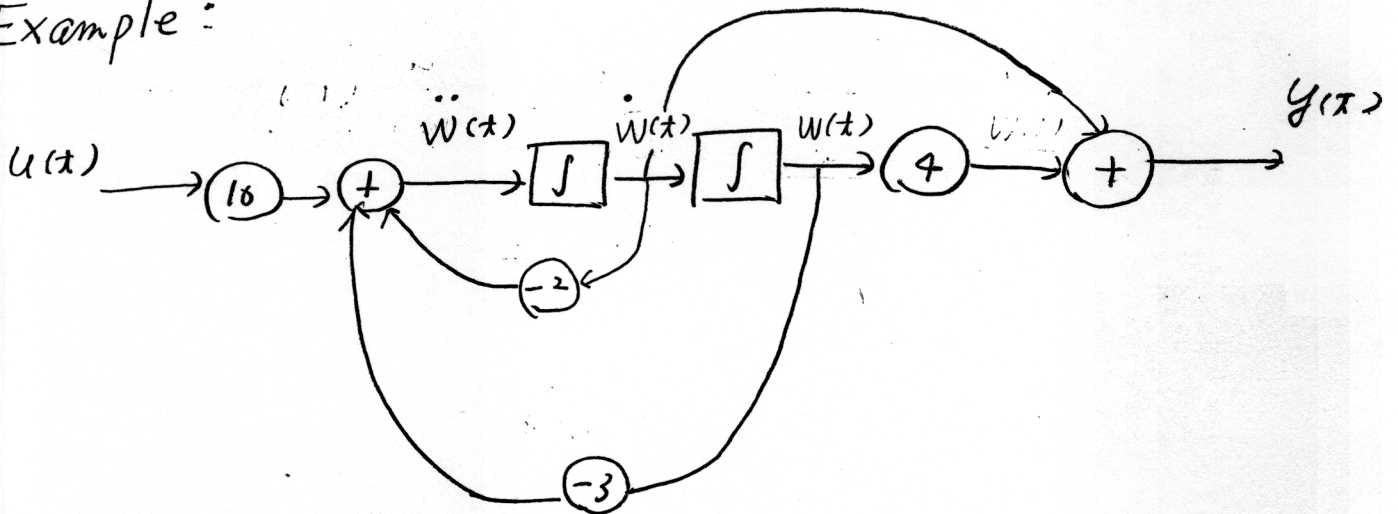 Example:
ẅ(t)
ẇ(t)
w(t)
y(t)
u(t)
10
+
∫
∫
4
+
-2
-3